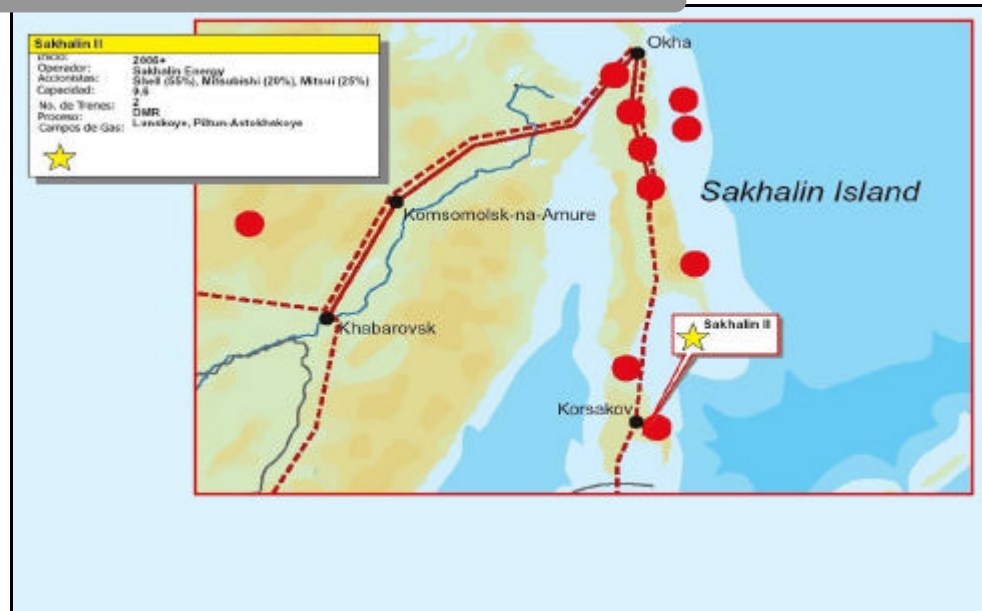 Sakhalin II
Inicio: 2006+
Operador: Sakhalin Energy
Accionistas: Shell (55%), Mitsubishi (20%), Mitsui (25%)
Capacidad: 9.6
No. de Trenes: 2
Proceso: DMR
Campos de Gas: Lunskoye, Piltun-Astokhskoye
Okha
Sakhalin Island
Komsomolsk-na-Amure
Khabarovsk
Sakhalin II
Korsakov